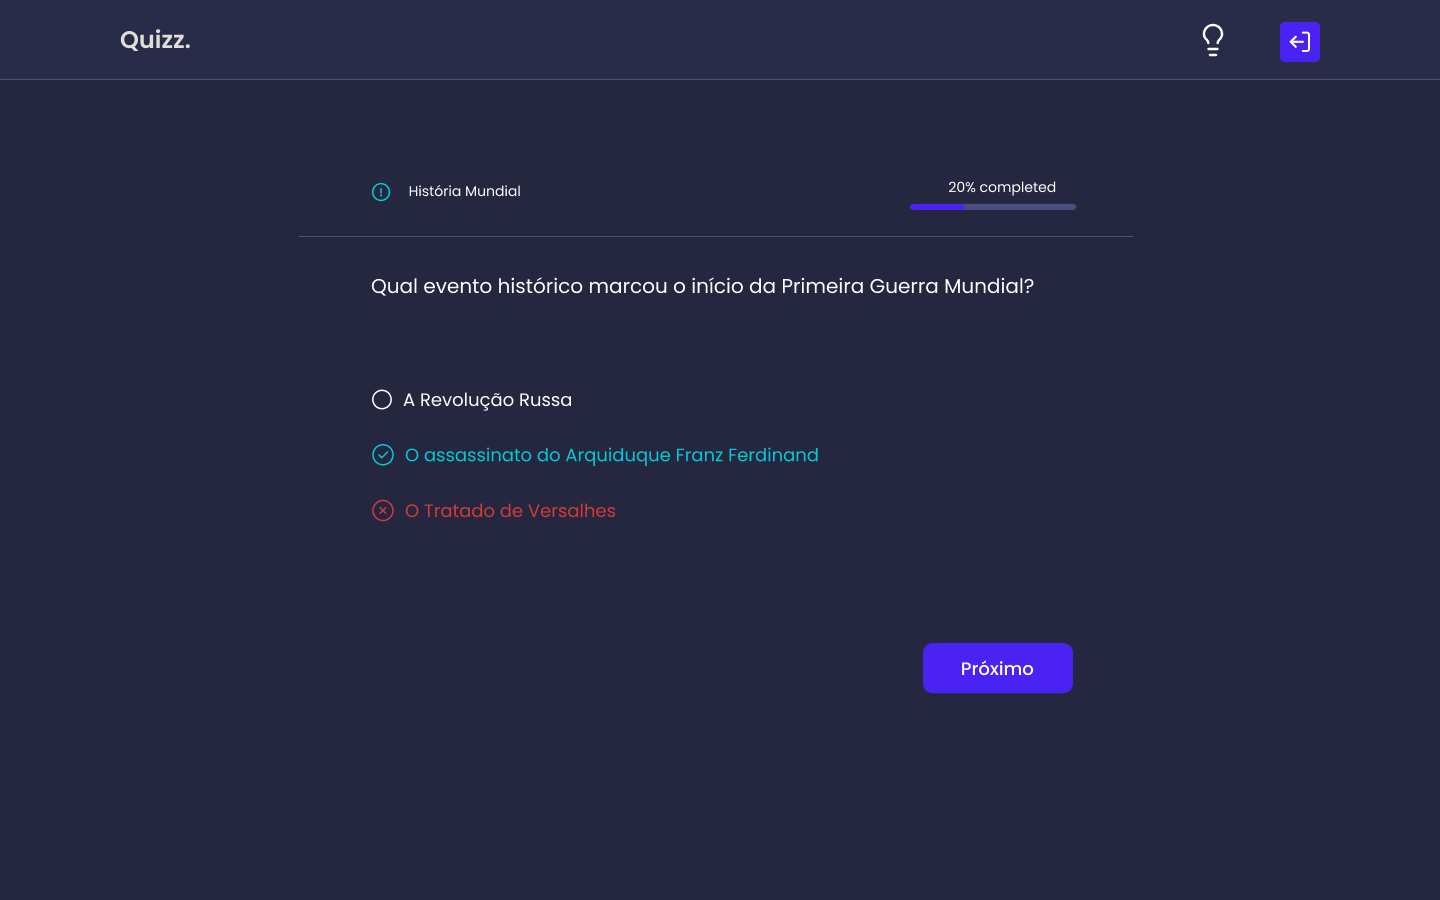 Quizz.
História Mundial
20% completed
Qual evento histórico marcou o início da Primeira Guerra Mundial?
A Revolução Russa
O assassinato do Arquiduque Franz Ferdinand
O Tratado de Versalhes
Próximo